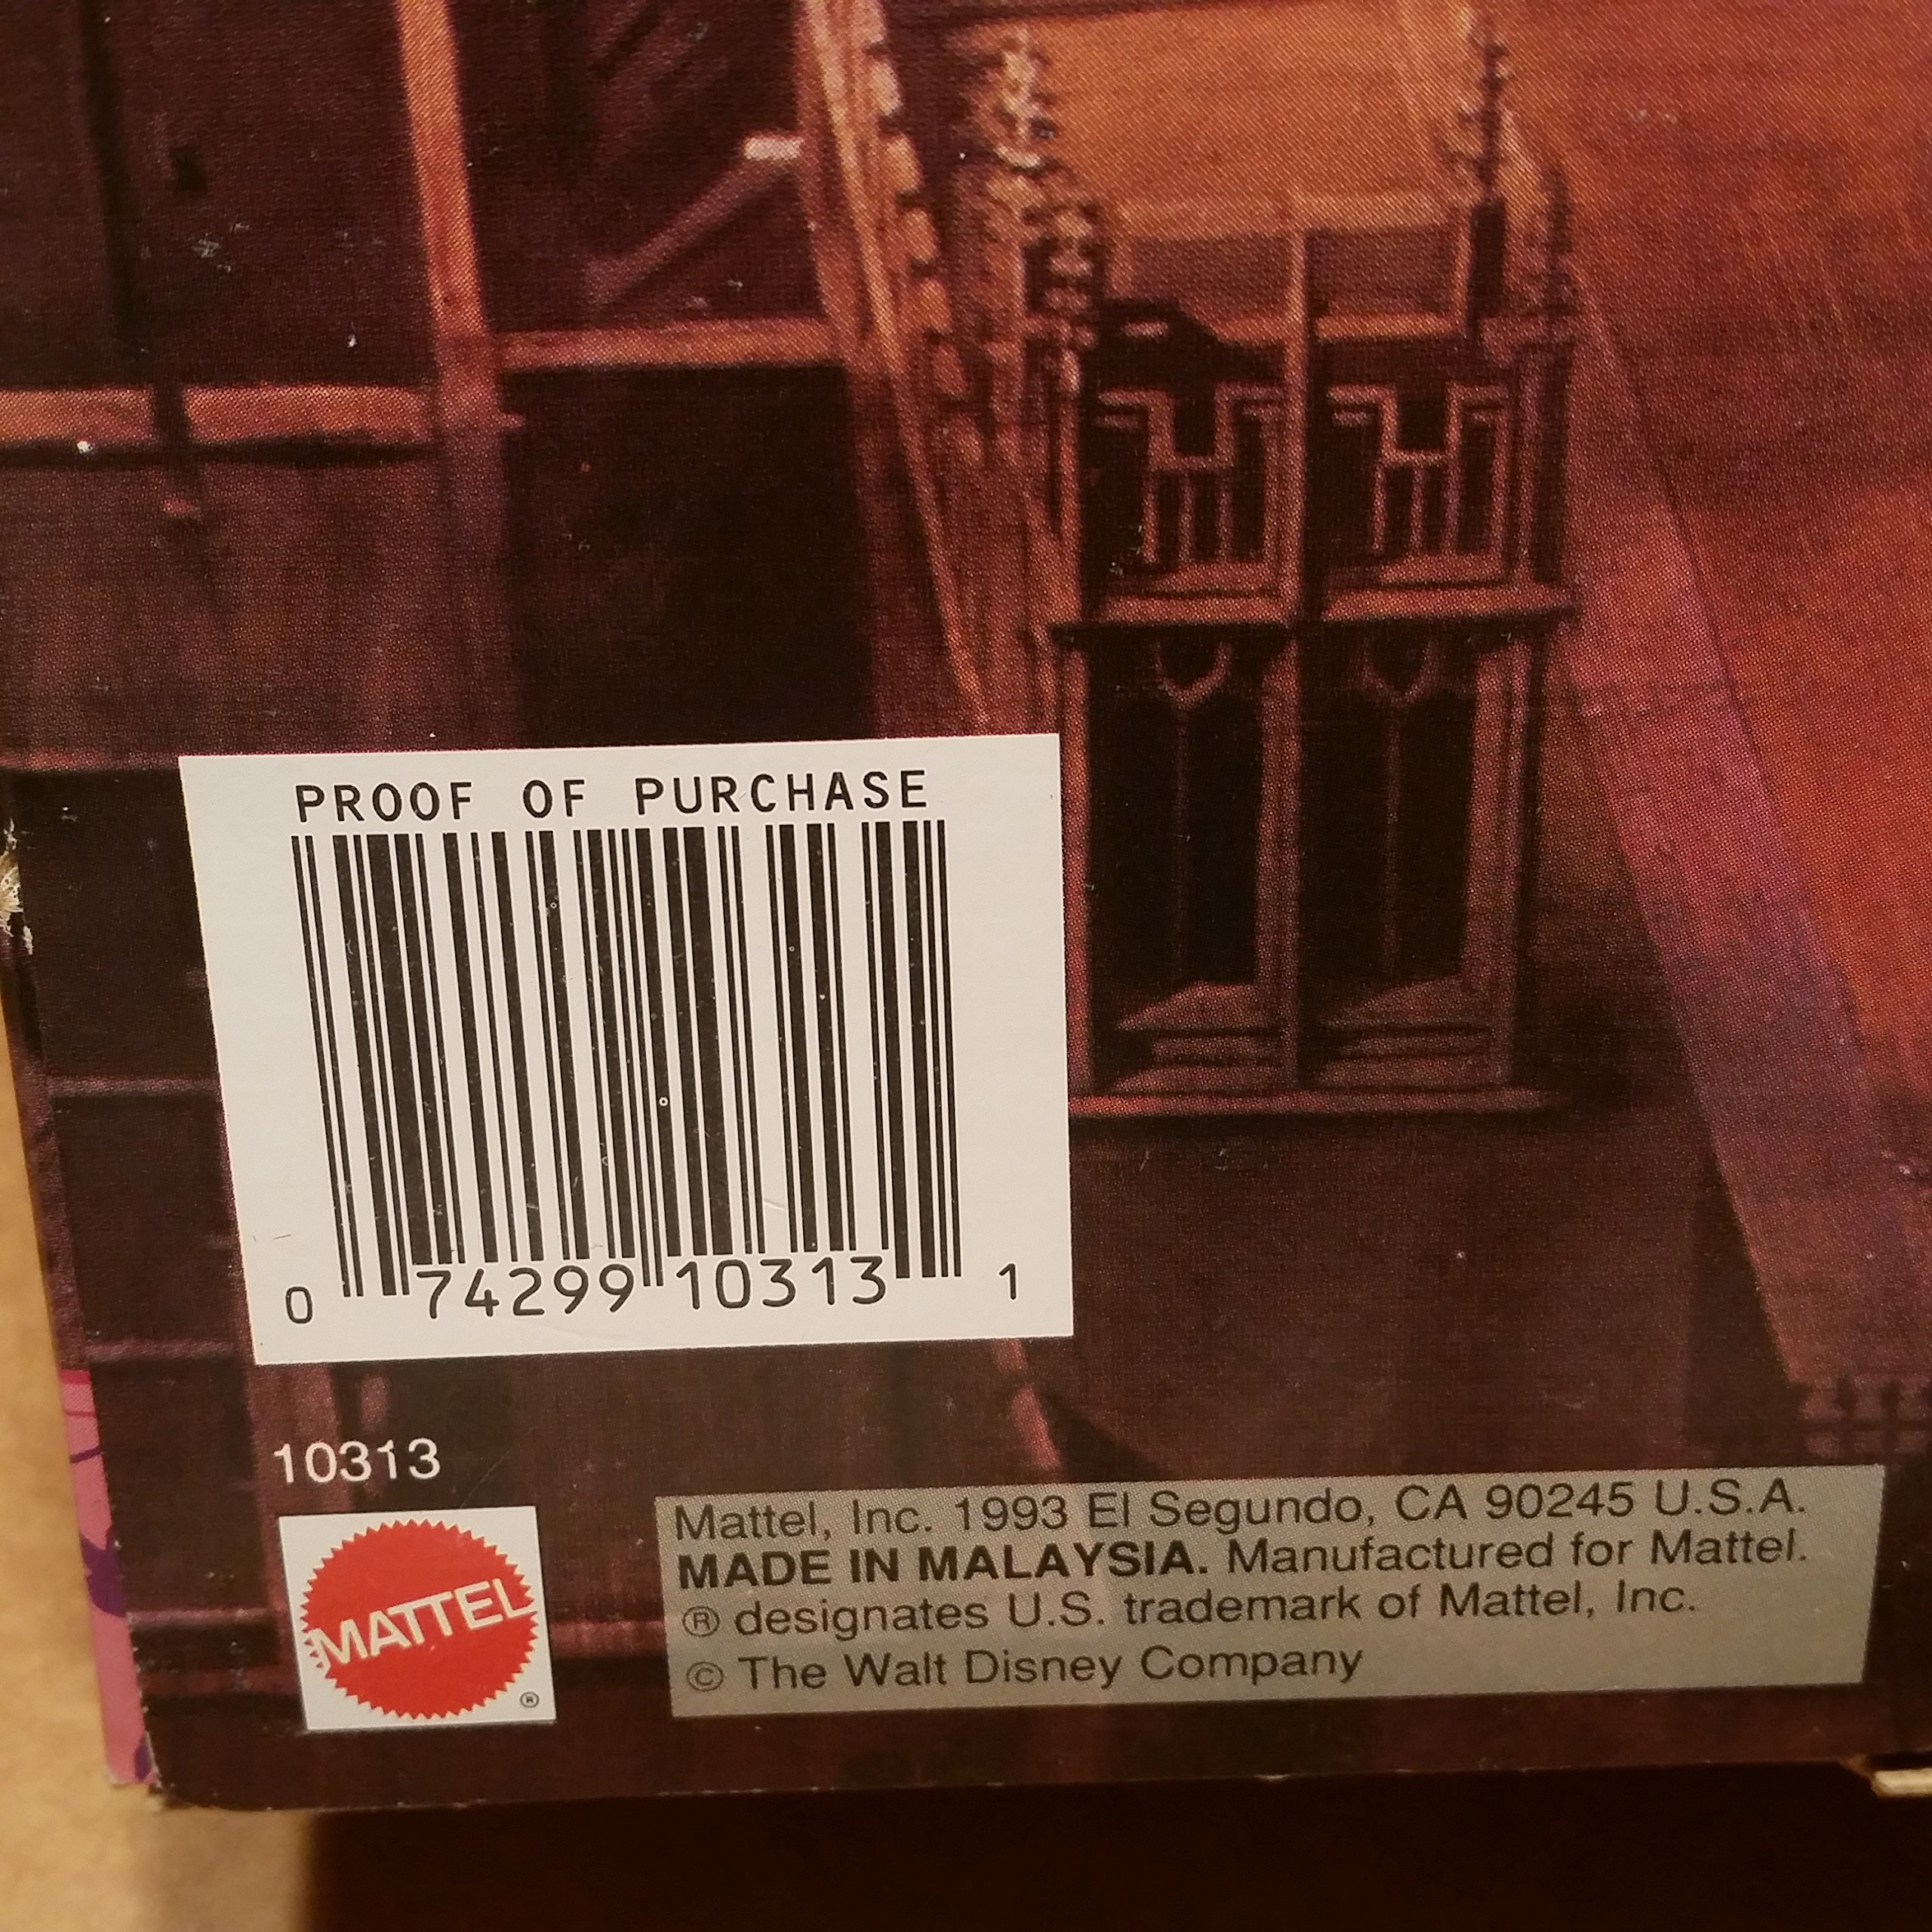 PROOF OF PURCHASE
0 74299 10313 1
10313
MATTEL
®
Mattel, Inc. 1993 El Segundo, CA 90245 U.S.A.
MADE IN MALAYSIA. Manufactured for Mattel.
® designates U.S. trademark of Mattel, Inc.
© The Walt Disney Company